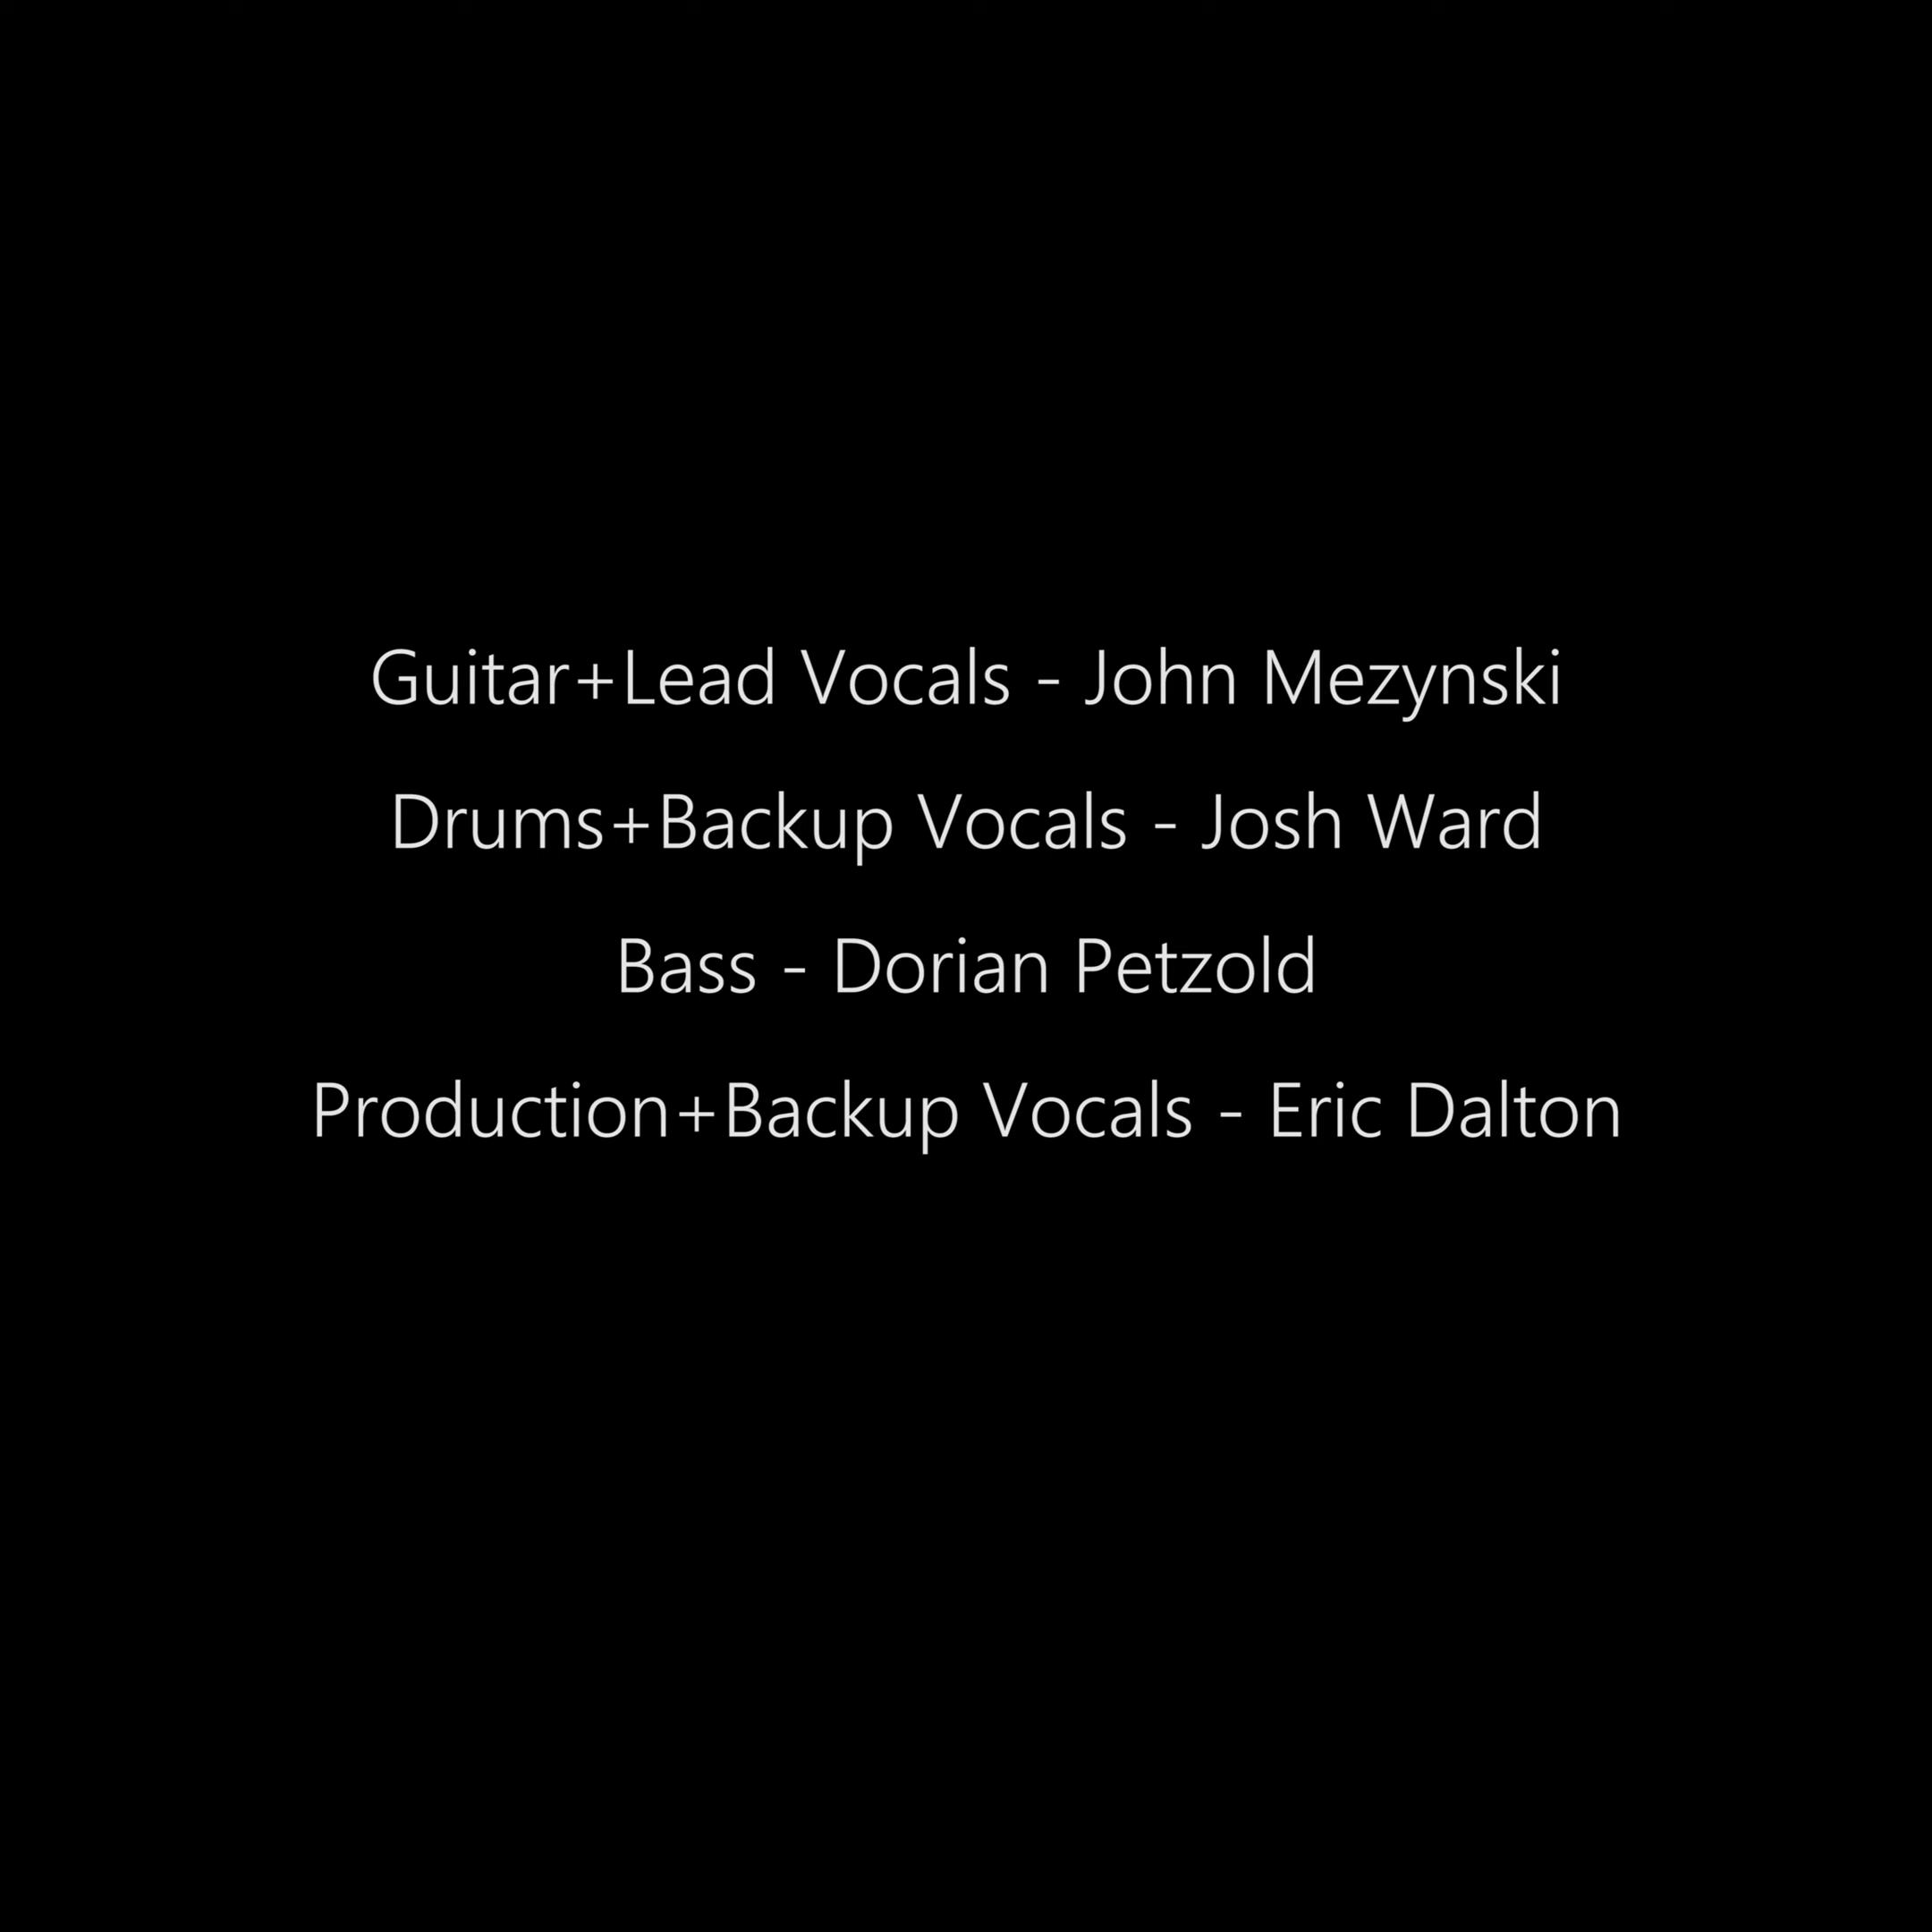 Guitar+Lead Vocals - John Mezynski
Drums+Backup Vocals - Josh Ward
Bass - Dorian Petzold
Production+Backup Vocals - Eric Dalton